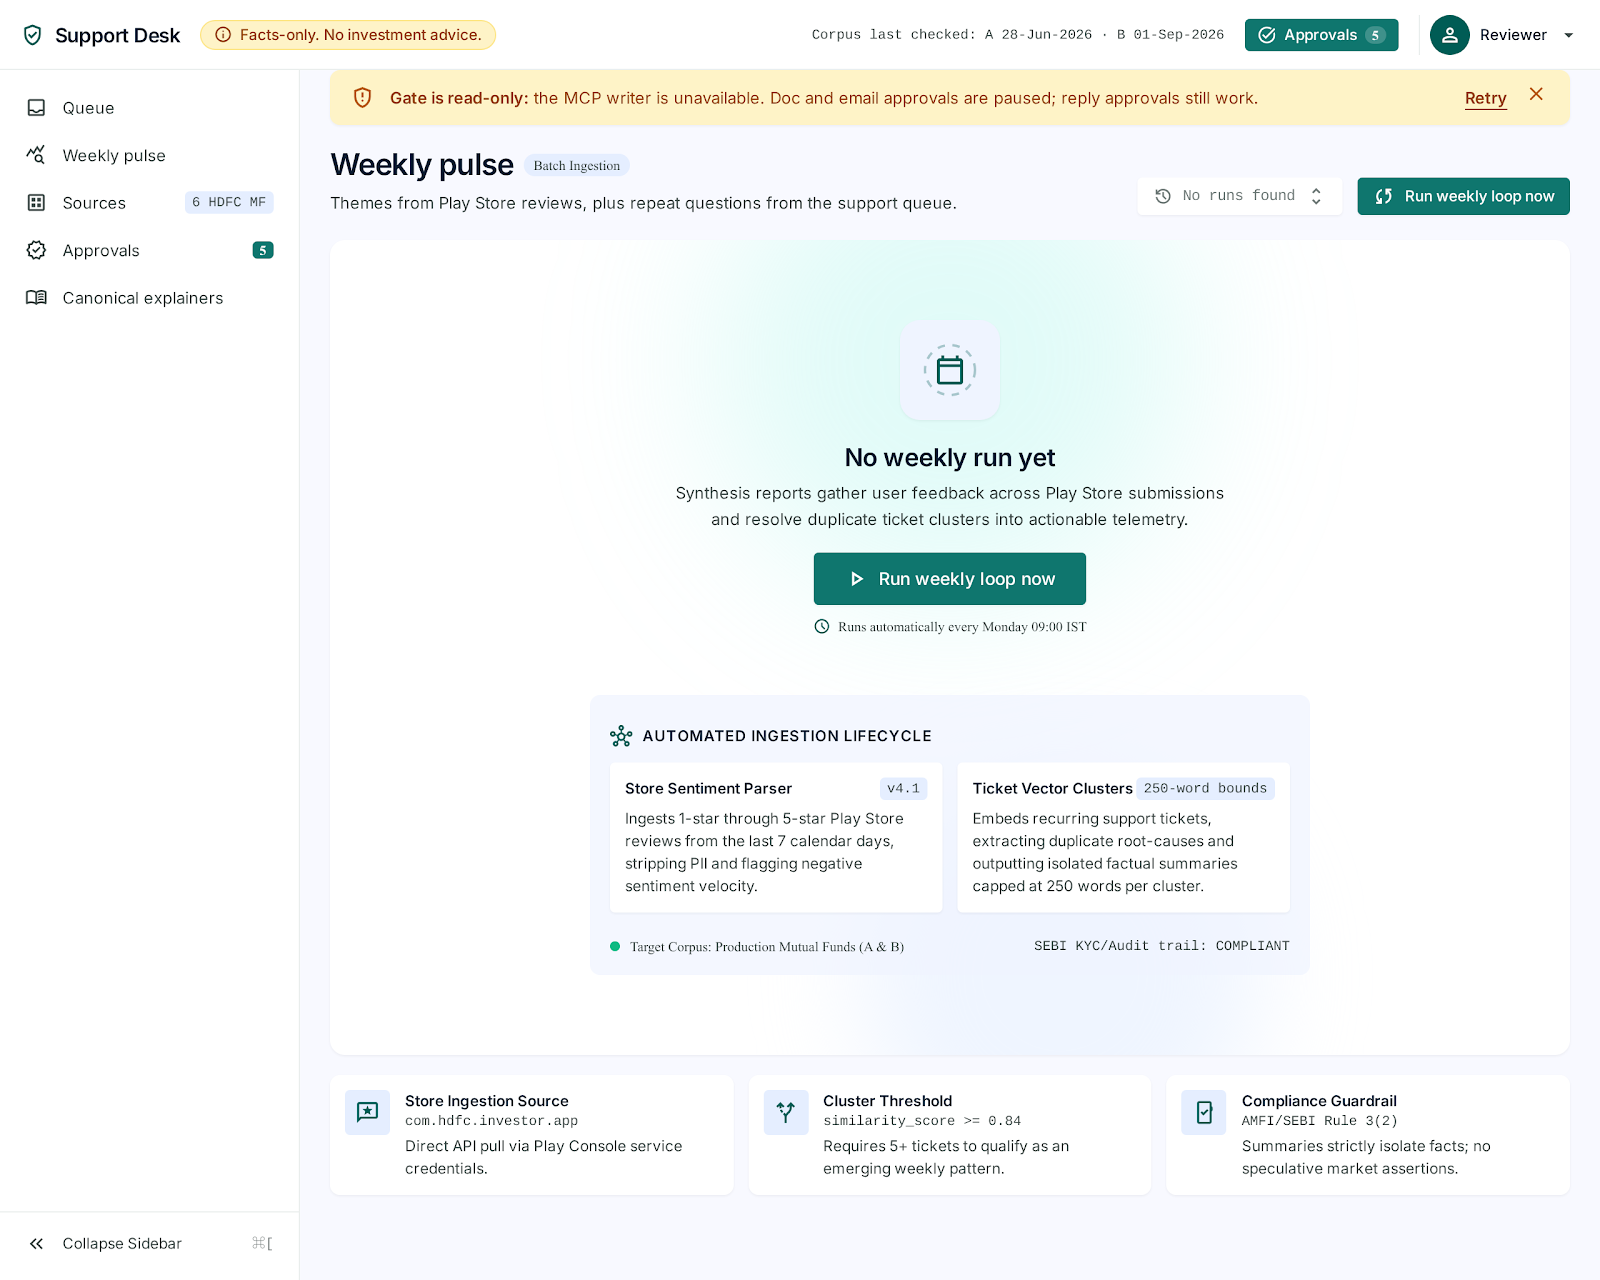 Support Desk
Facts-only. No investment advice.
Corpus last checked: A 28-Jun-2026 · B 01-Sep-2026
Approvals 5
Reviewer
Queue
Weekly pulse
Sources
6 HDFC MF
Approvals
5
Canonical explainers
Collapse Sidebar
⌘[
Gate is read-only: the MCP writer is unavailable. Doc and email approvals are paused; reply approvals still work.
Retry
Weekly pulse
Batch Ingestion
Themes from Play Store reviews, plus repeat questions from the support queue.
No runs found
Run weekly loop now
No weekly run yet
Synthesis reports gather user feedback across Play Store submissions
and resolve duplicate ticket clusters into actionable telemetry.
Run weekly loop now
Runs automatically every Monday 09:00 IST
AUTOMATED INGESTION LIFECYCLE
Store Sentiment Parser
v4.1
Ingests 1-star through 5-star Play Store
reviews from the last 7 calendar days,
stripping PII and flagging negative
sentiment velocity.
Ticket Vector Clusters
250-word bounds
Embeds recurring support tickets,
extracting duplicate root-causes and
outputting isolated factual summaries
capped at 250 words per cluster.
Target Corpus: Production Mutual Funds (A & B)
SEBI KYC/Audit trail: COMPLIANT
Store Ingestion Source
com.hdfc.investor.app
Direct API pull via Play Console service
credentials.
Cluster Threshold
similarity_score >= 0.84
Requires 5+ tickets to qualify as an
emerging weekly pattern.
Compliance Guardrail
AMFI/SEBI Rule 3(2)
Summaries strictly isolate facts; no
speculative market assertions.